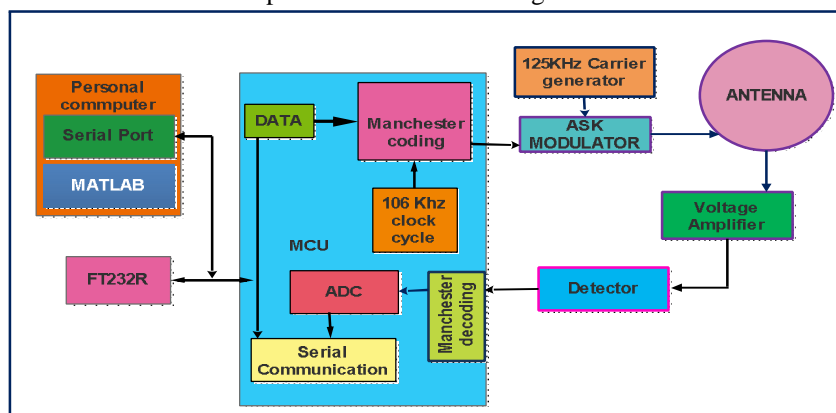 Personal
commputer
Serial Port
MATLAB
FT232R
DATA
Manchester
coding
106 Khz
clock
cycle
MCU
ADC
Serial
Communication
Manchester
decoding
125KHz Carrier
generator
ASK
MODULATOR
ANTENNA
Voltage
Amplifier
Detector